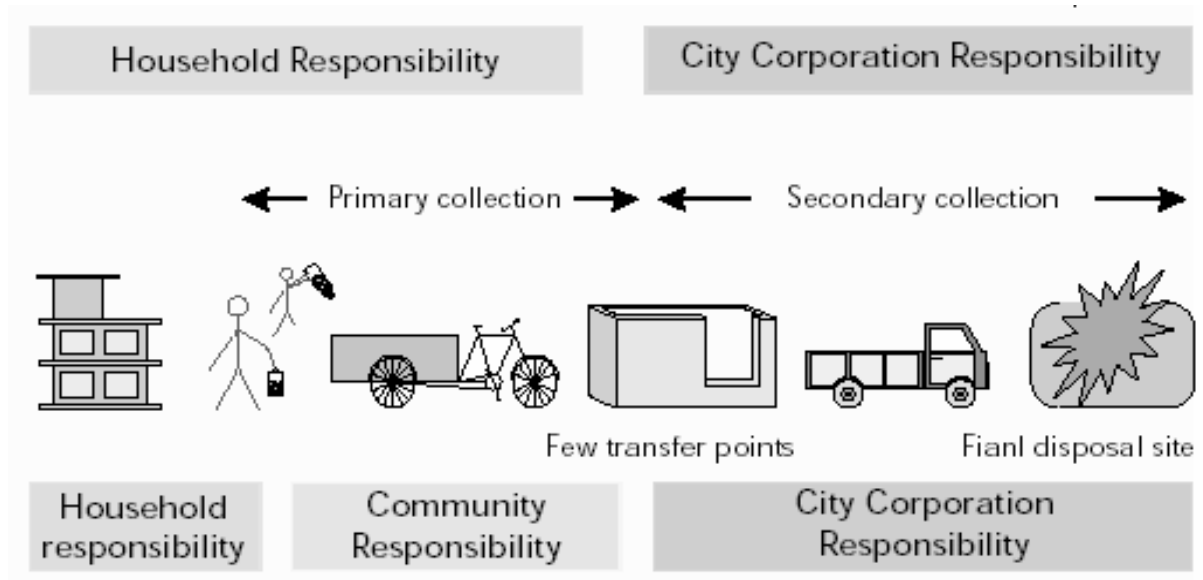 Household Responsibility
City Corporation Responsibility
Primary collection
Secondary collection
Few transfer points
Fianl disposal site
Household
responsibility
Community
Responsibility
City Corporation
Responsibility